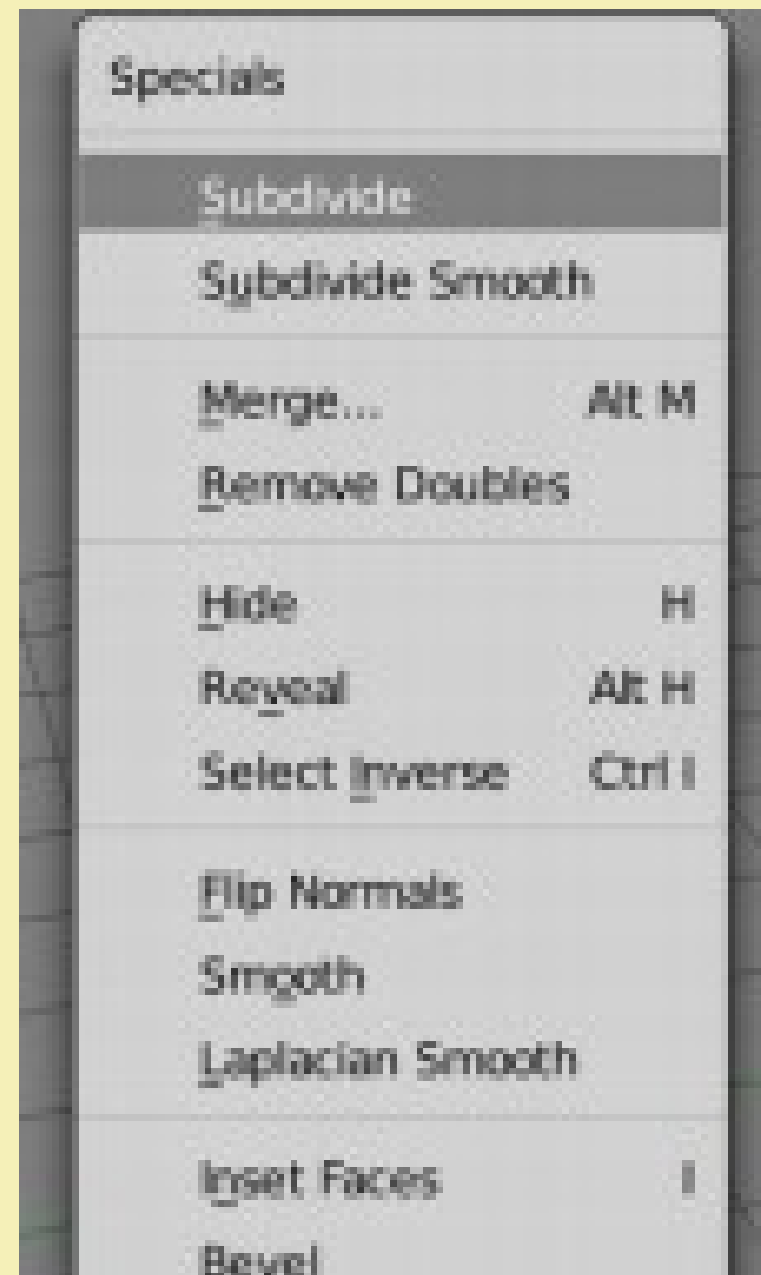 Specials
Subdivide
Subdivide Smooth
Merge... Alt M
Remove Doubles
Hide H
Reveal Alt H
Select Inverse Ctrl I
Flip Normals
Smooth
Laplacian Smooth
Inset Faces I
Bevel